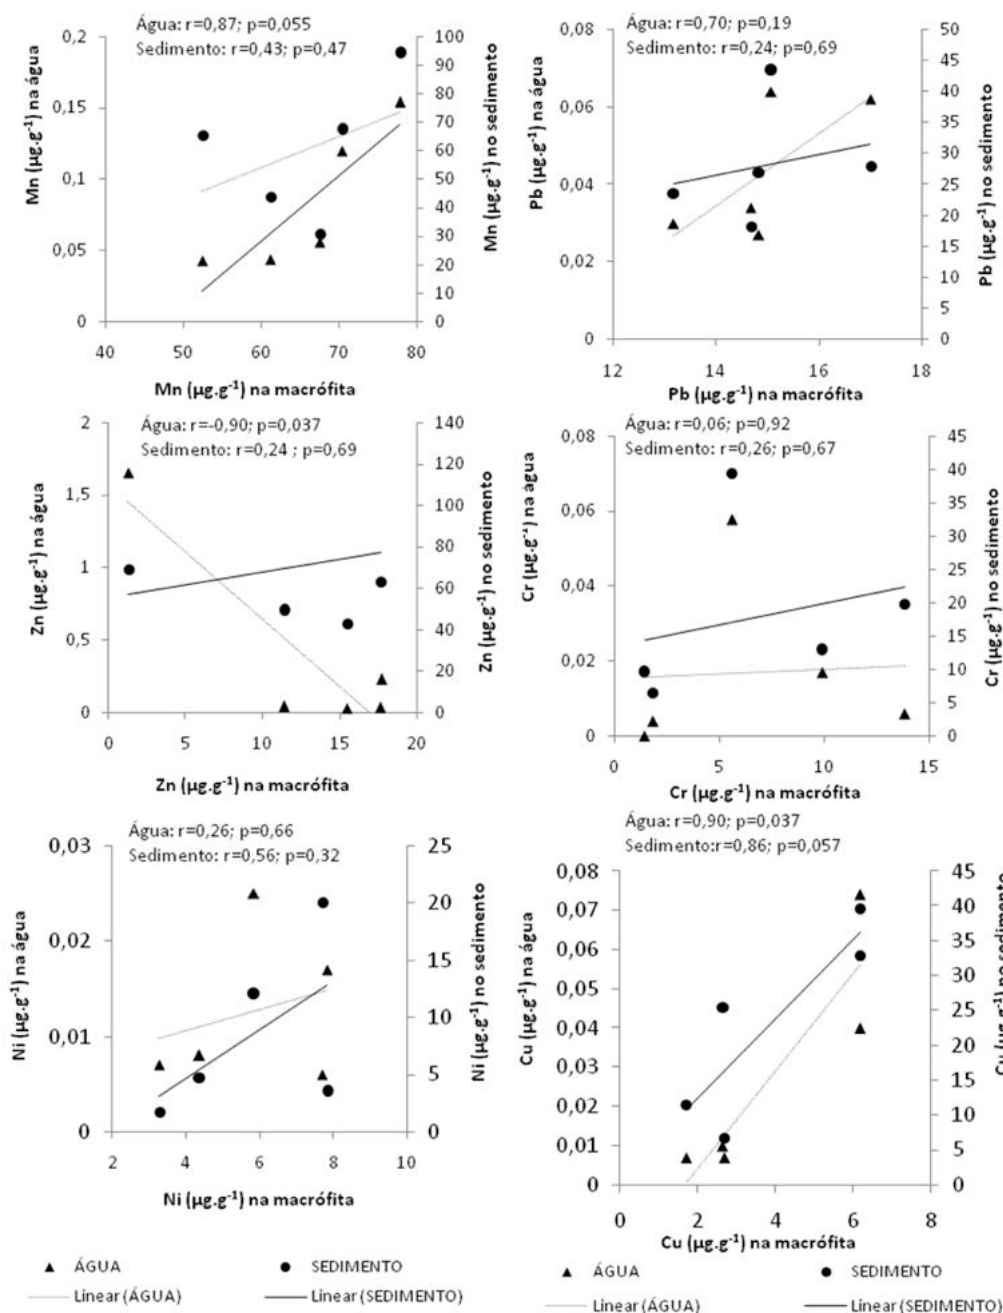 Água: r=0,87; p=0,055
Sedimento: r=0,43; p=0,47
Mn (µg.g⁻¹) na água
0,2
0,15
0,1
0,05
0
100
90
80
70
60
50
40
30
20
10
0
Mn (µg.g⁻¹) no sedimento
40 50 60 70 80
Mn (µg.g⁻¹) na macrófita
Água: r=0,70; p=0,19
Sedimento: r=0,24; p=0,69
Pb (µg.g⁻¹) na água
0,08
0,06
0,04
0,02
0
50
45
40
35
30
25
20
15
10
5
0
Pb (µg.g⁻¹) no sedimento
12 14 16 18
Pb (µg.g⁻¹) na macrófita
Água: r=-0,90; p=0,037
Sedimento: r=0,24 ; p=0,69
Zn (µg.g⁻¹) na água
2
1,5
1
0,5
0
140
120
100
80
60
40
20
0
Zn (µg.g⁻¹) no sedimento
0 5 10 15 20
Zn (µg.g⁻¹) na macrófita
Água: r=0,06; p=0,92
Sedimento: r=0,26; p=0,67
Cr (µg.g⁻¹) na água
0,08
0,06
0,04
0,02
0
45
40
35
30
25
20
15
10
5
0
Cr (µg.g⁻¹) no sedimento
0 5 10 15
Cr (µg.g⁻¹) na macrófita
Água: r=0,26; p=0,66
Sedimento: r=0,56; p=0,32
Ni (µg.g⁻¹) na água
0,03
0,02
0,01
0
25
20
15
10
5
0
Ni (µg.g⁻¹) no sedimento
2 4 6 8 10
Ni (µg.g⁻¹) na macrófita
Água: r=0,90; p=0,037
Sedimento:r=0,86; p=0,057
Cu (µg.g⁻¹) na água
0,08
0,07
0,06
0,05
0,04
0,03
0,02
0,01
0
45
40
35
30
25
20
15
10
5
0
Cu (µg.g⁻¹) no sedimento
0 2 4 6 8
Cu (µg.g⁻¹) na macrófita
ÁGUA SEDIMENTO
Linear (ÁGUA) Linear (SEDIMENTO)
ÁGUA SEDIMENTO
Linear (ÁGUA) Linear (SEDIMENTO)